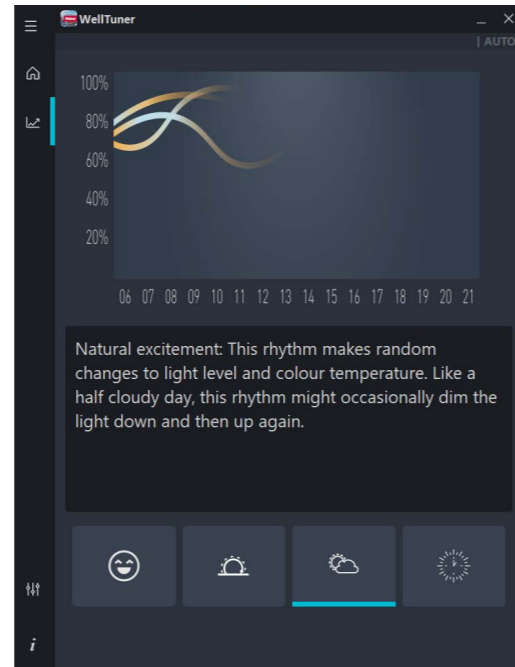 WellTuner
| AUTO
100%
80%
60%
40%
20%
06 07 08 09 10 11 12 13 14 15 16 17 18 19 20 21
Natural excitement: This rhythm makes random
changes to light level and colour temperature. Like a
half cloudy day, this rhythm might occasionally dim the
light down and then up again.
i